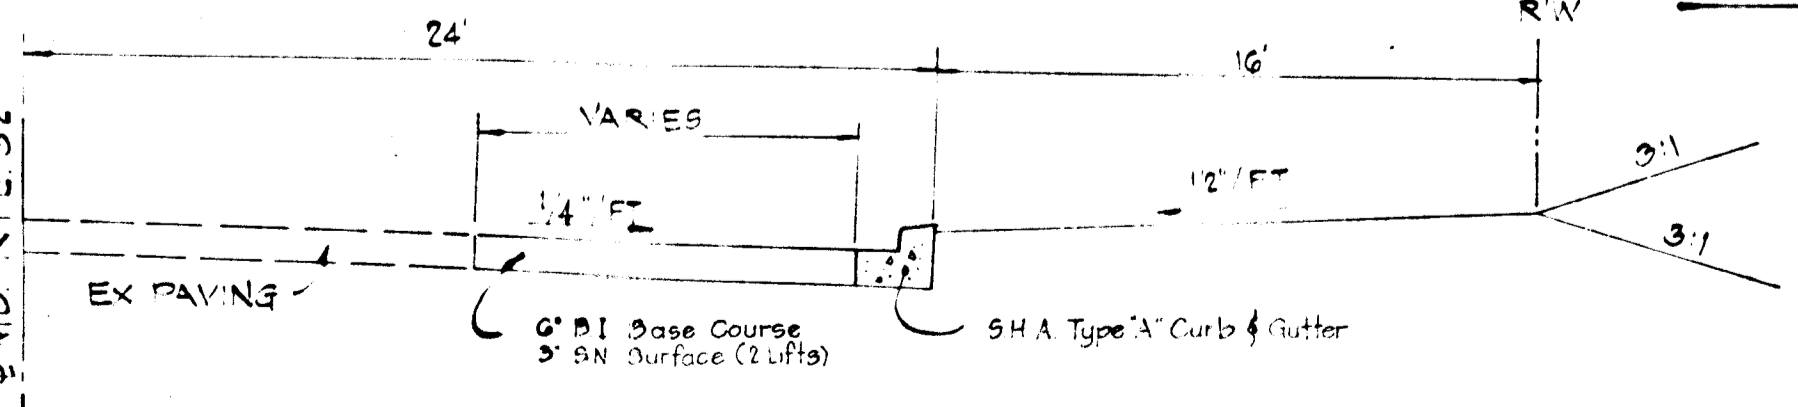 R/W
24'
16'
VARIES
3:1
1/2"/FT
1/4"/FT
3:1
EX PAVING
6" BI Base Course
3" SN Surface (2 Lifts)
S.H.A. Type "A" Curb & Gutter